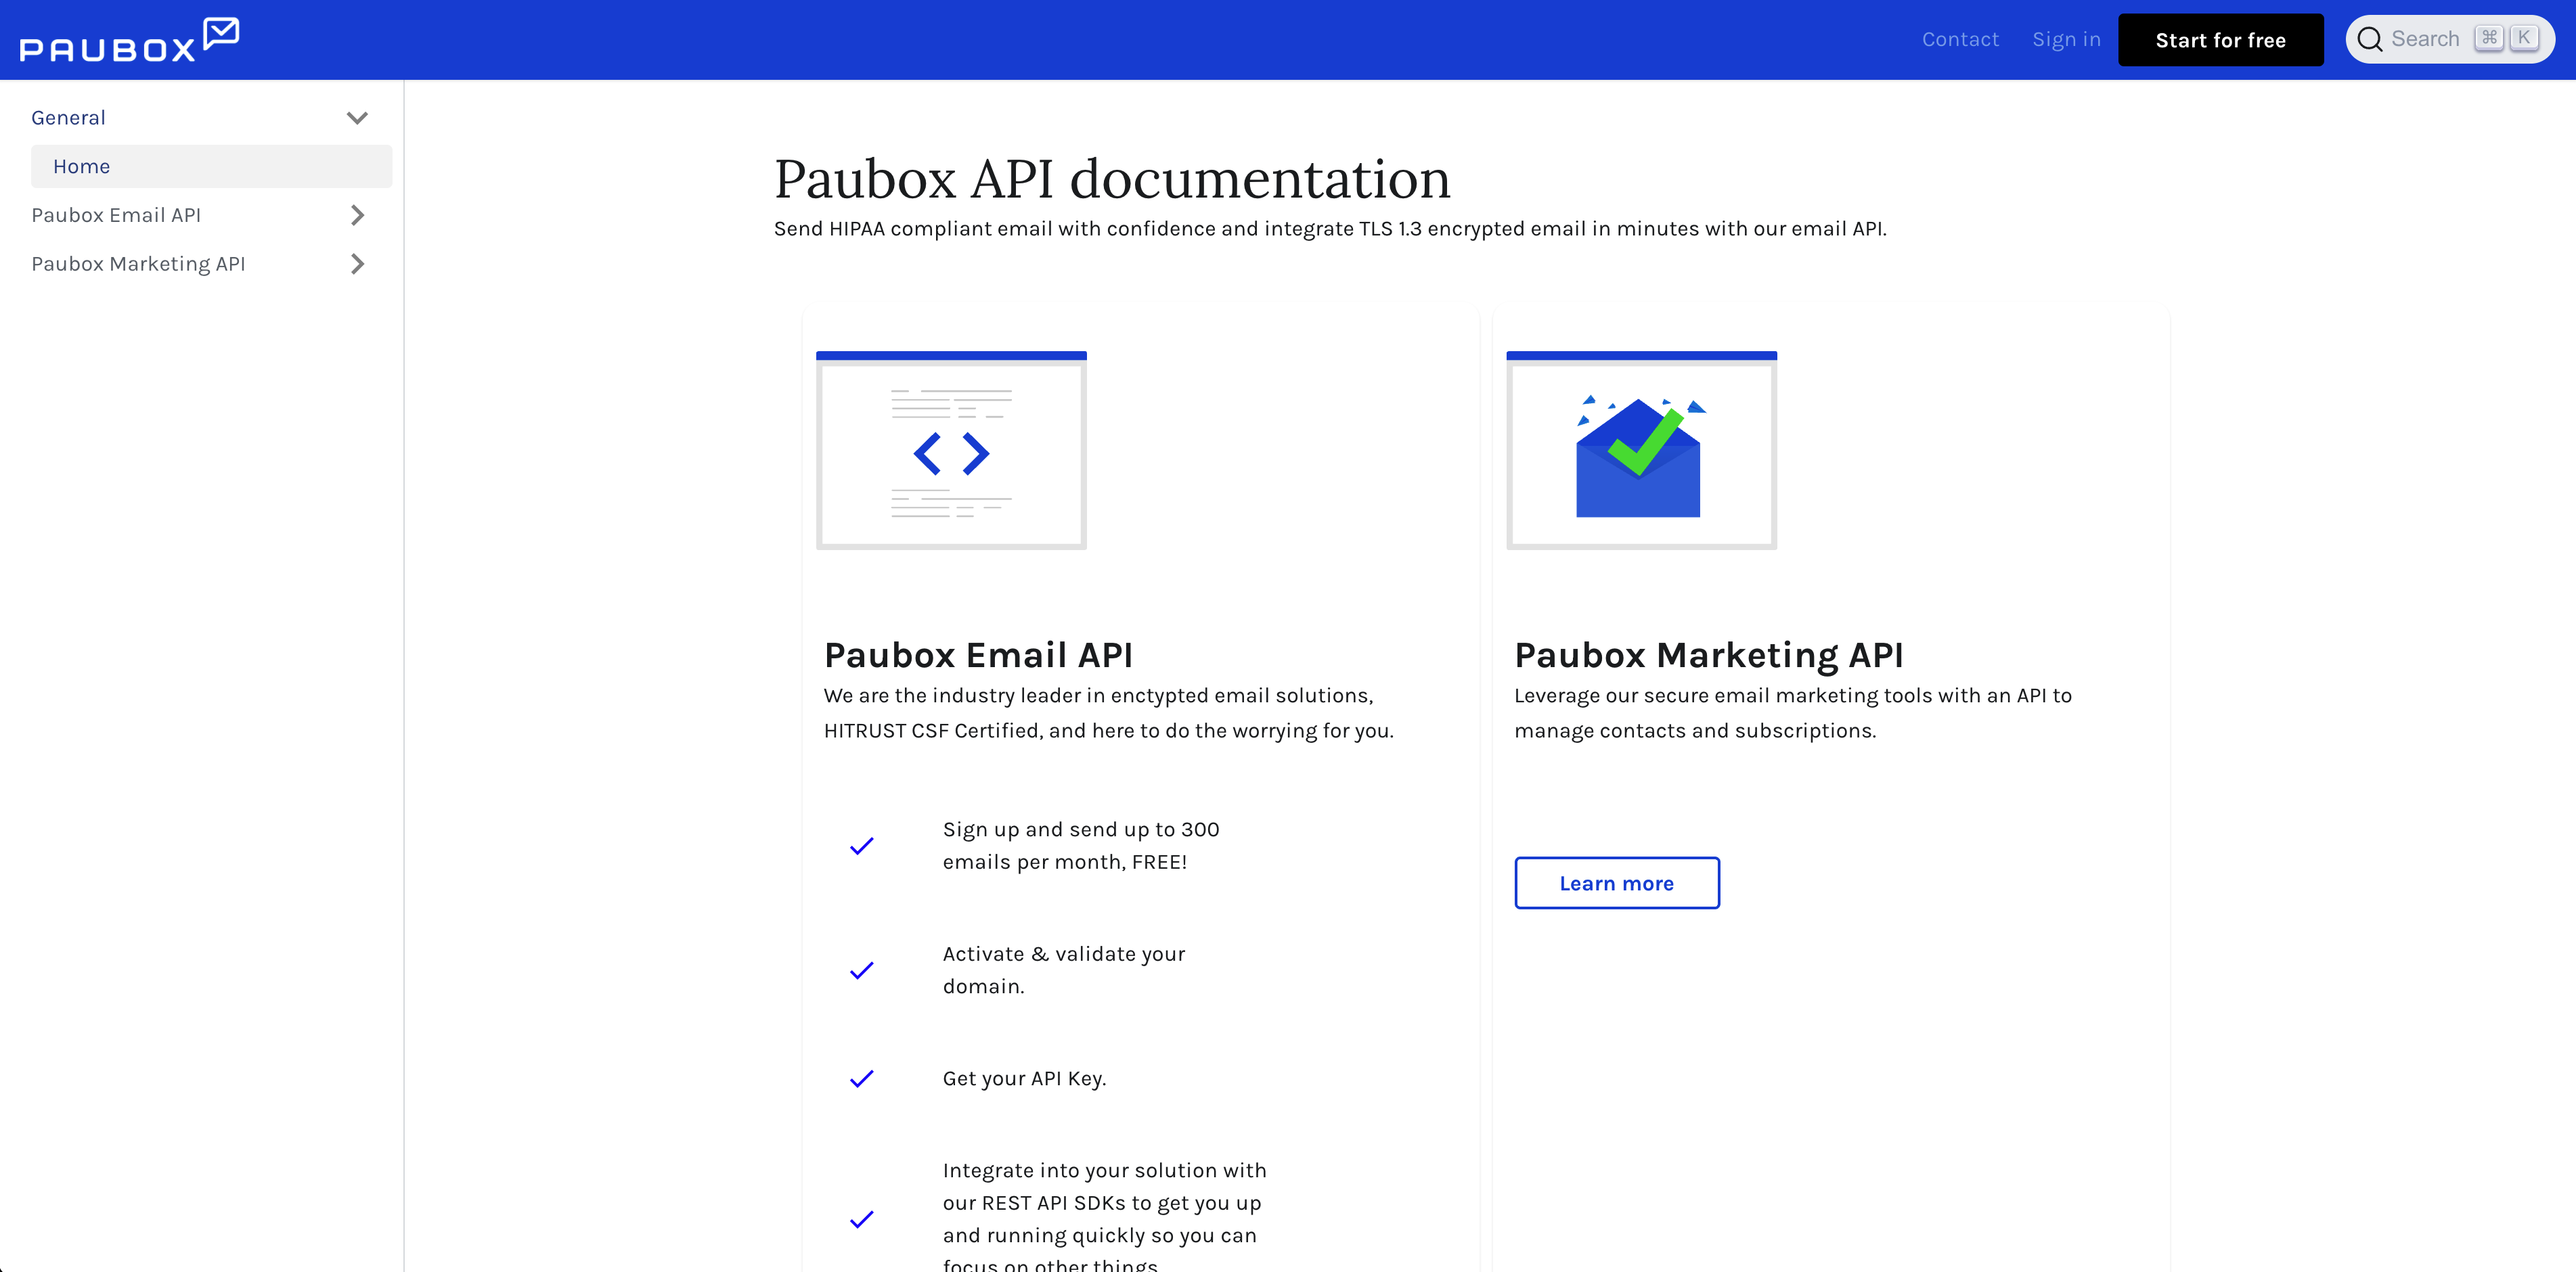 PAUBOX
Contact
Sign in
Start for free
Search ⌘ K
General
Home
Paubox Email API
Paubox Marketing API
Paubox API documentation
Send HIPAA compliant email with confidence and integrate TLS 1.3 encrypted email in minutes with our email API.
Paubox Email API
We are the industry leader in enctypted email solutions,
HITRUST CSF Certified, and here to do the worrying for you.
Sign up and send up to 300
emails per month, FREE!
Activate & validate your
domain.
Get your API Key.
Integrate into your solution with
our REST API SDKs to get you up
and running quickly so you can
focus on other things
Paubox Marketing API
Leverage our secure email marketing tools with an API to
manage contacts and subscriptions.
Learn more